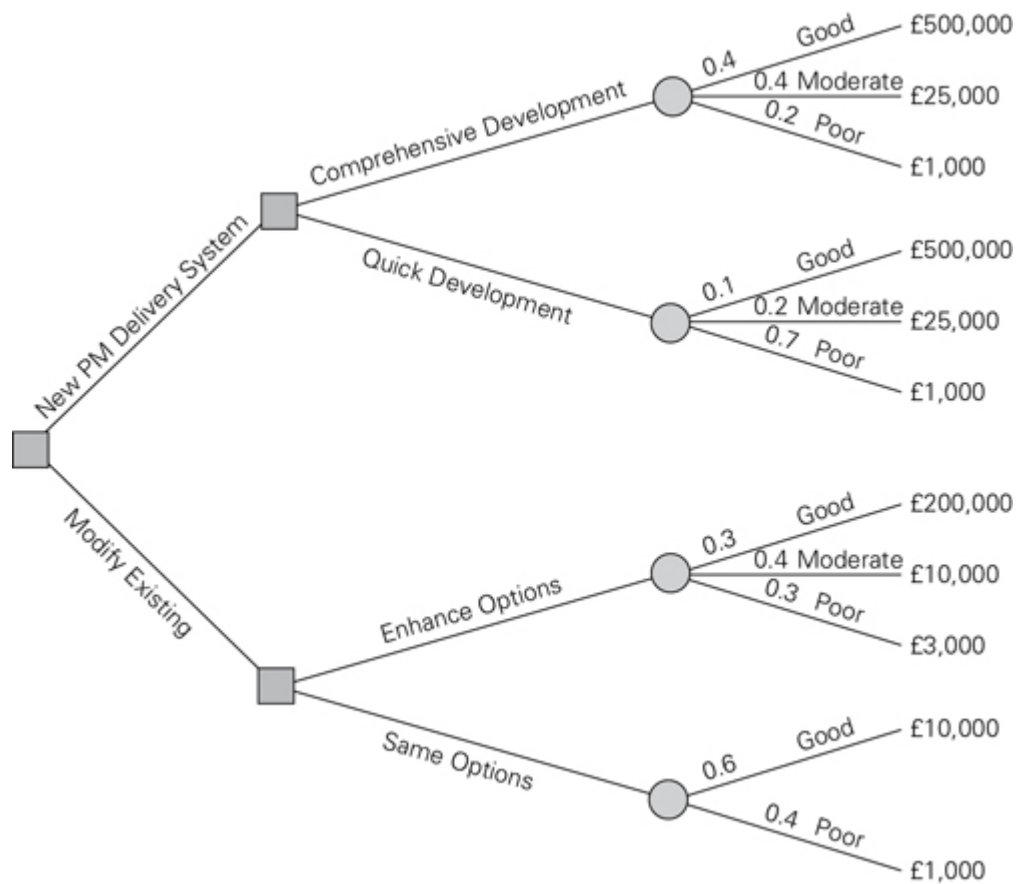 Good
£500,000
0.4
0.4 Moderate
£25,000
0.2 Poor
£1,000
Comprehensive Development
New PM Delivery System
Quick Development
Good
£500,000
0.1
0.2 Moderate
£25,000
0.7 Poor
£1,000
Modify Existing
Enhance Options
Good
£200,000
0.3
0.4 Moderate
£10,000
0.3 Poor
£3,000
Same Options
Good
£10,000
0.6
0.4 Poor
£1,000